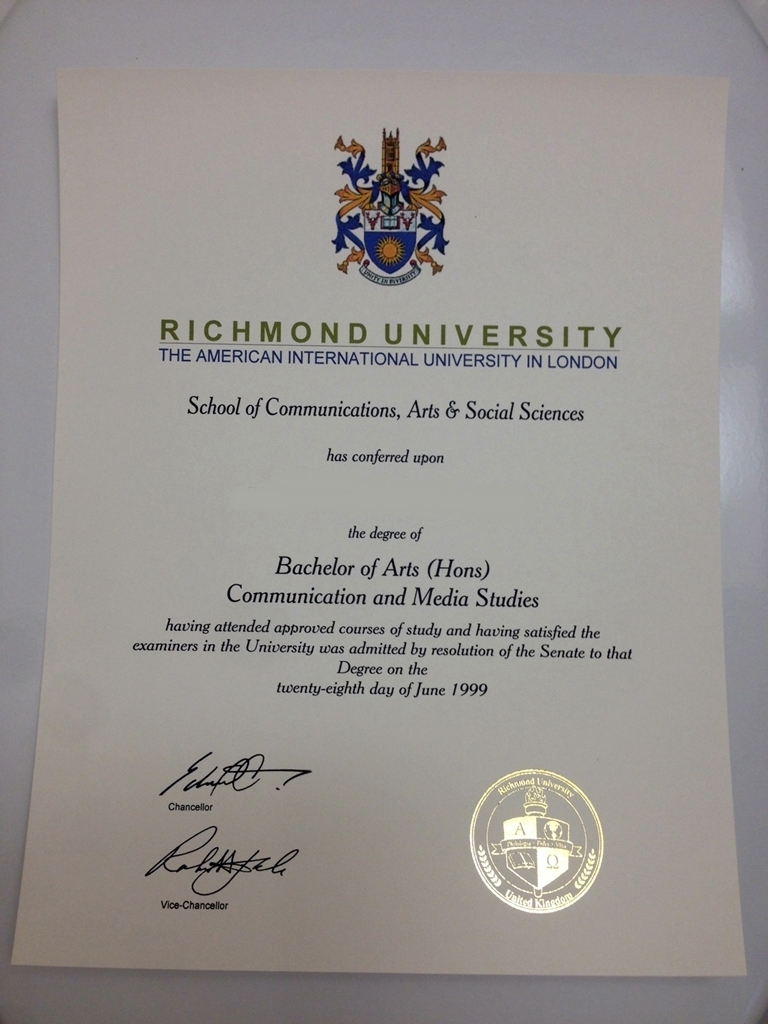 UNITY IN DIVERSITY
RICHMOND UNIVERSITY
THE AMERICAN INTERNATIONAL UNIVERSITY IN LONDON
School of Communications, Arts & Social Sciences
has conferred upon
the degree of
Bachelor of Arts (Hons)
Communication and Media Studies
having attended approved courses of study and having satisfied the
examiners in the University was admitted by resolution of the Senate to that
Degree on the
twenty-eighth day of June 1999
Chancellor
Vice-Chancellor
Richmond University
A
Ω
United Kingdom